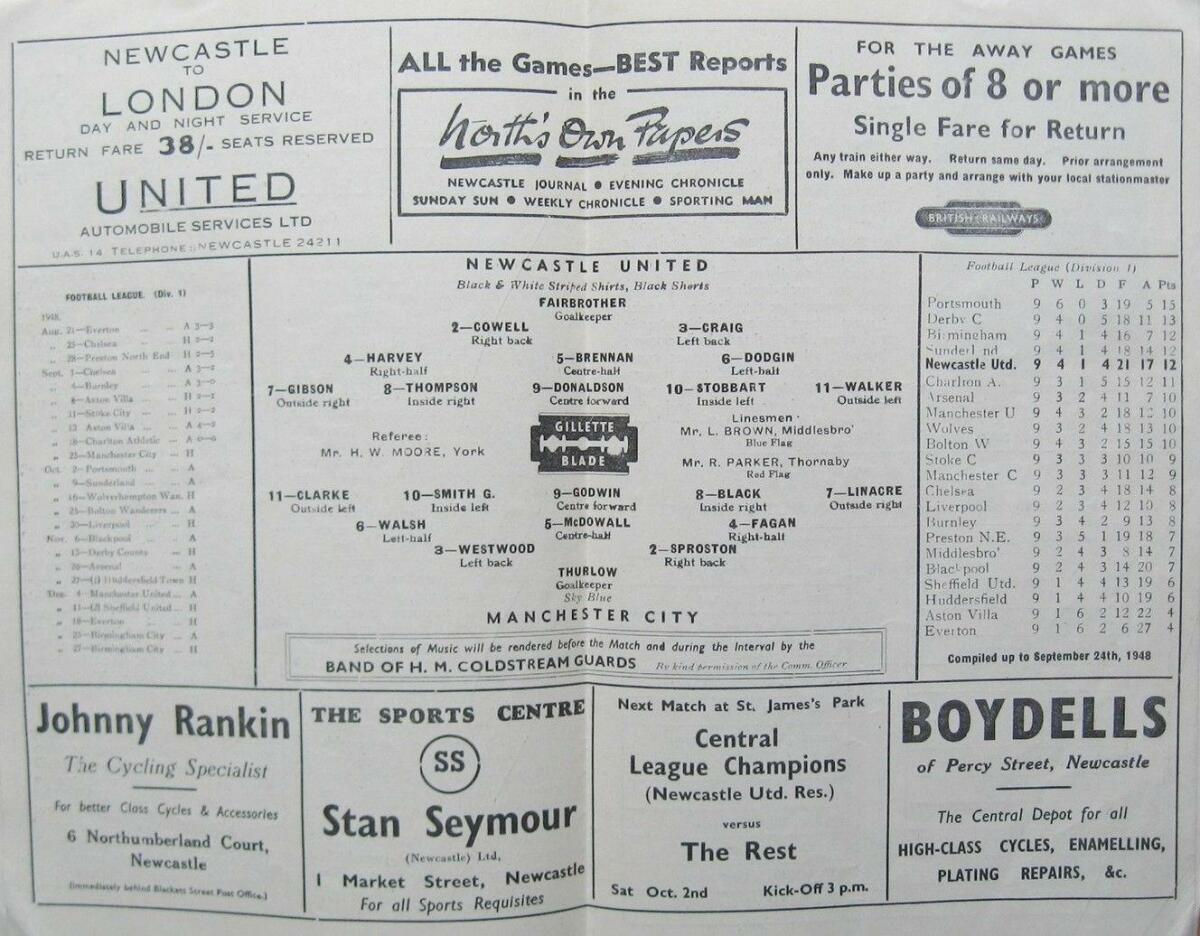 NEWCASTLE
TO
LONDON
DAY AND NIGHT SERVICE
RETURN FARE 38/- SEATS RESERVED
UNITED
AUTOMOBILE SERVICES LTD
U.A.S. 14 TELEPHONE: NEWCASTLE 24211
ALL the Games—BEST Reports
in the
North's Own Papers
NEWCASTLE JOURNAL ● EVENING CHRONICLE
SUNDAY SUN ● WEEKLY CHRONICLE ● SPORTING MAN
FOR THE AWAY GAMES
Parties of 8 or more
Single Fare for Return
Any train either way. Return same day. Prior arrangement
only. Make up a party and arrange with your local stationmaster
BRITISH RAILWAYS
FOOTBALL LEAGUE. (Div. 1)
1948.
Aug. 21—Everton ... ... A 3—3
„ 25—Chelsea ... ... H 2—2
„ 28—Preston North End ... H 2—5
Sept. 1—Chelsea ... ... A 3—2
„ 4—Burnley ... ... A 3—0
„ 8—Aston Villa ... ... H 2—1
„ 11—Stoke City ... ... H 2—2
„ 13 Aston Villa ... ... A 4—2
„ 18—Charlton Athletic ... A 0—0
„ 25—Manchester City ... H
Oct. 2—Portsmouth ... ... A
„ 9—Sunderland ... ... A
„ 16—Wolverhampton Wan. H
„ 23—Bolton Wanderers ... A
„ 30—Liverpool ... ... H
Nov. 6—Blackpool ... ... A
„ 13—Derby County ... H
„ 20—Arsenal ... ... A
„ 27—(1) Huddersfield Town H
Dec. 4—Manchester United ... A
„ 11—(2) Sheffield United ... H
„ 18—Everton ... ... H
„ 25—Birmingham City ... A
„ 27—Birmingham City ... H
NEWCASTLE UNITED
Black & White Striped Shirts, Black Shorts
FAIRBROTHER
Goalkeeper
2—COWELL 3—CRAIG
Right back Left back
4—HARVEY 5—BRENNAN 6—DODGIN
Right-half Centre-half Left-half
7—GIBSON 8—THOMPSON 9—DONALDSON 10—STOBBART 11—WALKER
Outside right Inside right Centre forward Inside left Outside left
Referee:
Mr. H. W. MOORE, York
GILLETTE
BLADE
Linesmen
Mr. L. BROWN, Middlesbro'
Blue Flag
Mr. R. PARKER, Thornaby
Red Flag
11—CLARKE 10—SMITH G. 9—GODWIN 8—BLACK 7—LINACRE
Outside left Inside left Centre forward Inside right Outside right
6—WALSH 5—McDOWALL 4—FAGAN
Left-half Centre-half Right-half
3—WESTWOOD 2—SPROSTON
Left back Right back
THURLOW
Goalkeeper
Sky Blue
MANCHESTER CITY
Selections of Music will be rendered before the Match and during the Interval by the
BAND OF H. M. COLDSTREAM GUARDS By kind permission of the Comm. Officer
Football League (Division 1)
P W L D F A Pts
Portsmouth 9 6 0 3 19 5 15
Derby C 9 4 0 5 18 11 13
Birmingham 9 4 1 4 16 7 12
Sunderl nd 9 4 1 4 18 14 12
Newcastle Utd. 9 4 1 4 21 17 12
Charlton A. 9 3 1 5 15 12 11
Arsenal 9 3 2 4 11 7 10
Manchester U 9 4 3 2 18 12 10
Wolves 9 3 2 4 18 13 10
Bolton W 9 4 3 2 15 15 10
Stoke C 9 3 3 3 10 10 9
Manchester C 9 3 3 3 11 12 9
Chelsea 9 2 3 4 18 14 8
Liverpool 9 2 3 4 12 10 8
Burnley 9 3 4 2 9 13 8
Preston N.E. 9 3 5 1 19 18 7
Middlesbro' 9 2 4 3 8 14 7
Blackpool 9 2 4 3 14 20 7
Sheffield Utd. 9 1 4 4 13 19 6
Huddersfield 9 1 4 4 10 19 6
Aston Villa 9 1 6 2 12 22 4
Everton 9 1 6 2 6 27 4
Compiled up to September 24th, 1948
Johnny Rankin
The Cycling Specialist
For better Class Cycles & Accessories
6 Northumberland Court,
Newcastle
(Immediately behind Blackets Street Post Office.)
THE SPORTS CENTRE
SS
Stan Seymour
(Newcastle) Ltd,
1 Market Street, Newcastle
For all Sports Requisites
Next Match at St. James's Park
Central
League Champions
(Newcastle Utd. Res.)
versus
The Rest
Sat Oct. 2nd Kick-Off 3 p.m.
BOYDELLS
of Percy Street, Newcastle
The Central Depot for all
HIGH-CLASS CYCLES, ENAMELLING,
PLATING REPAIRS, &c.